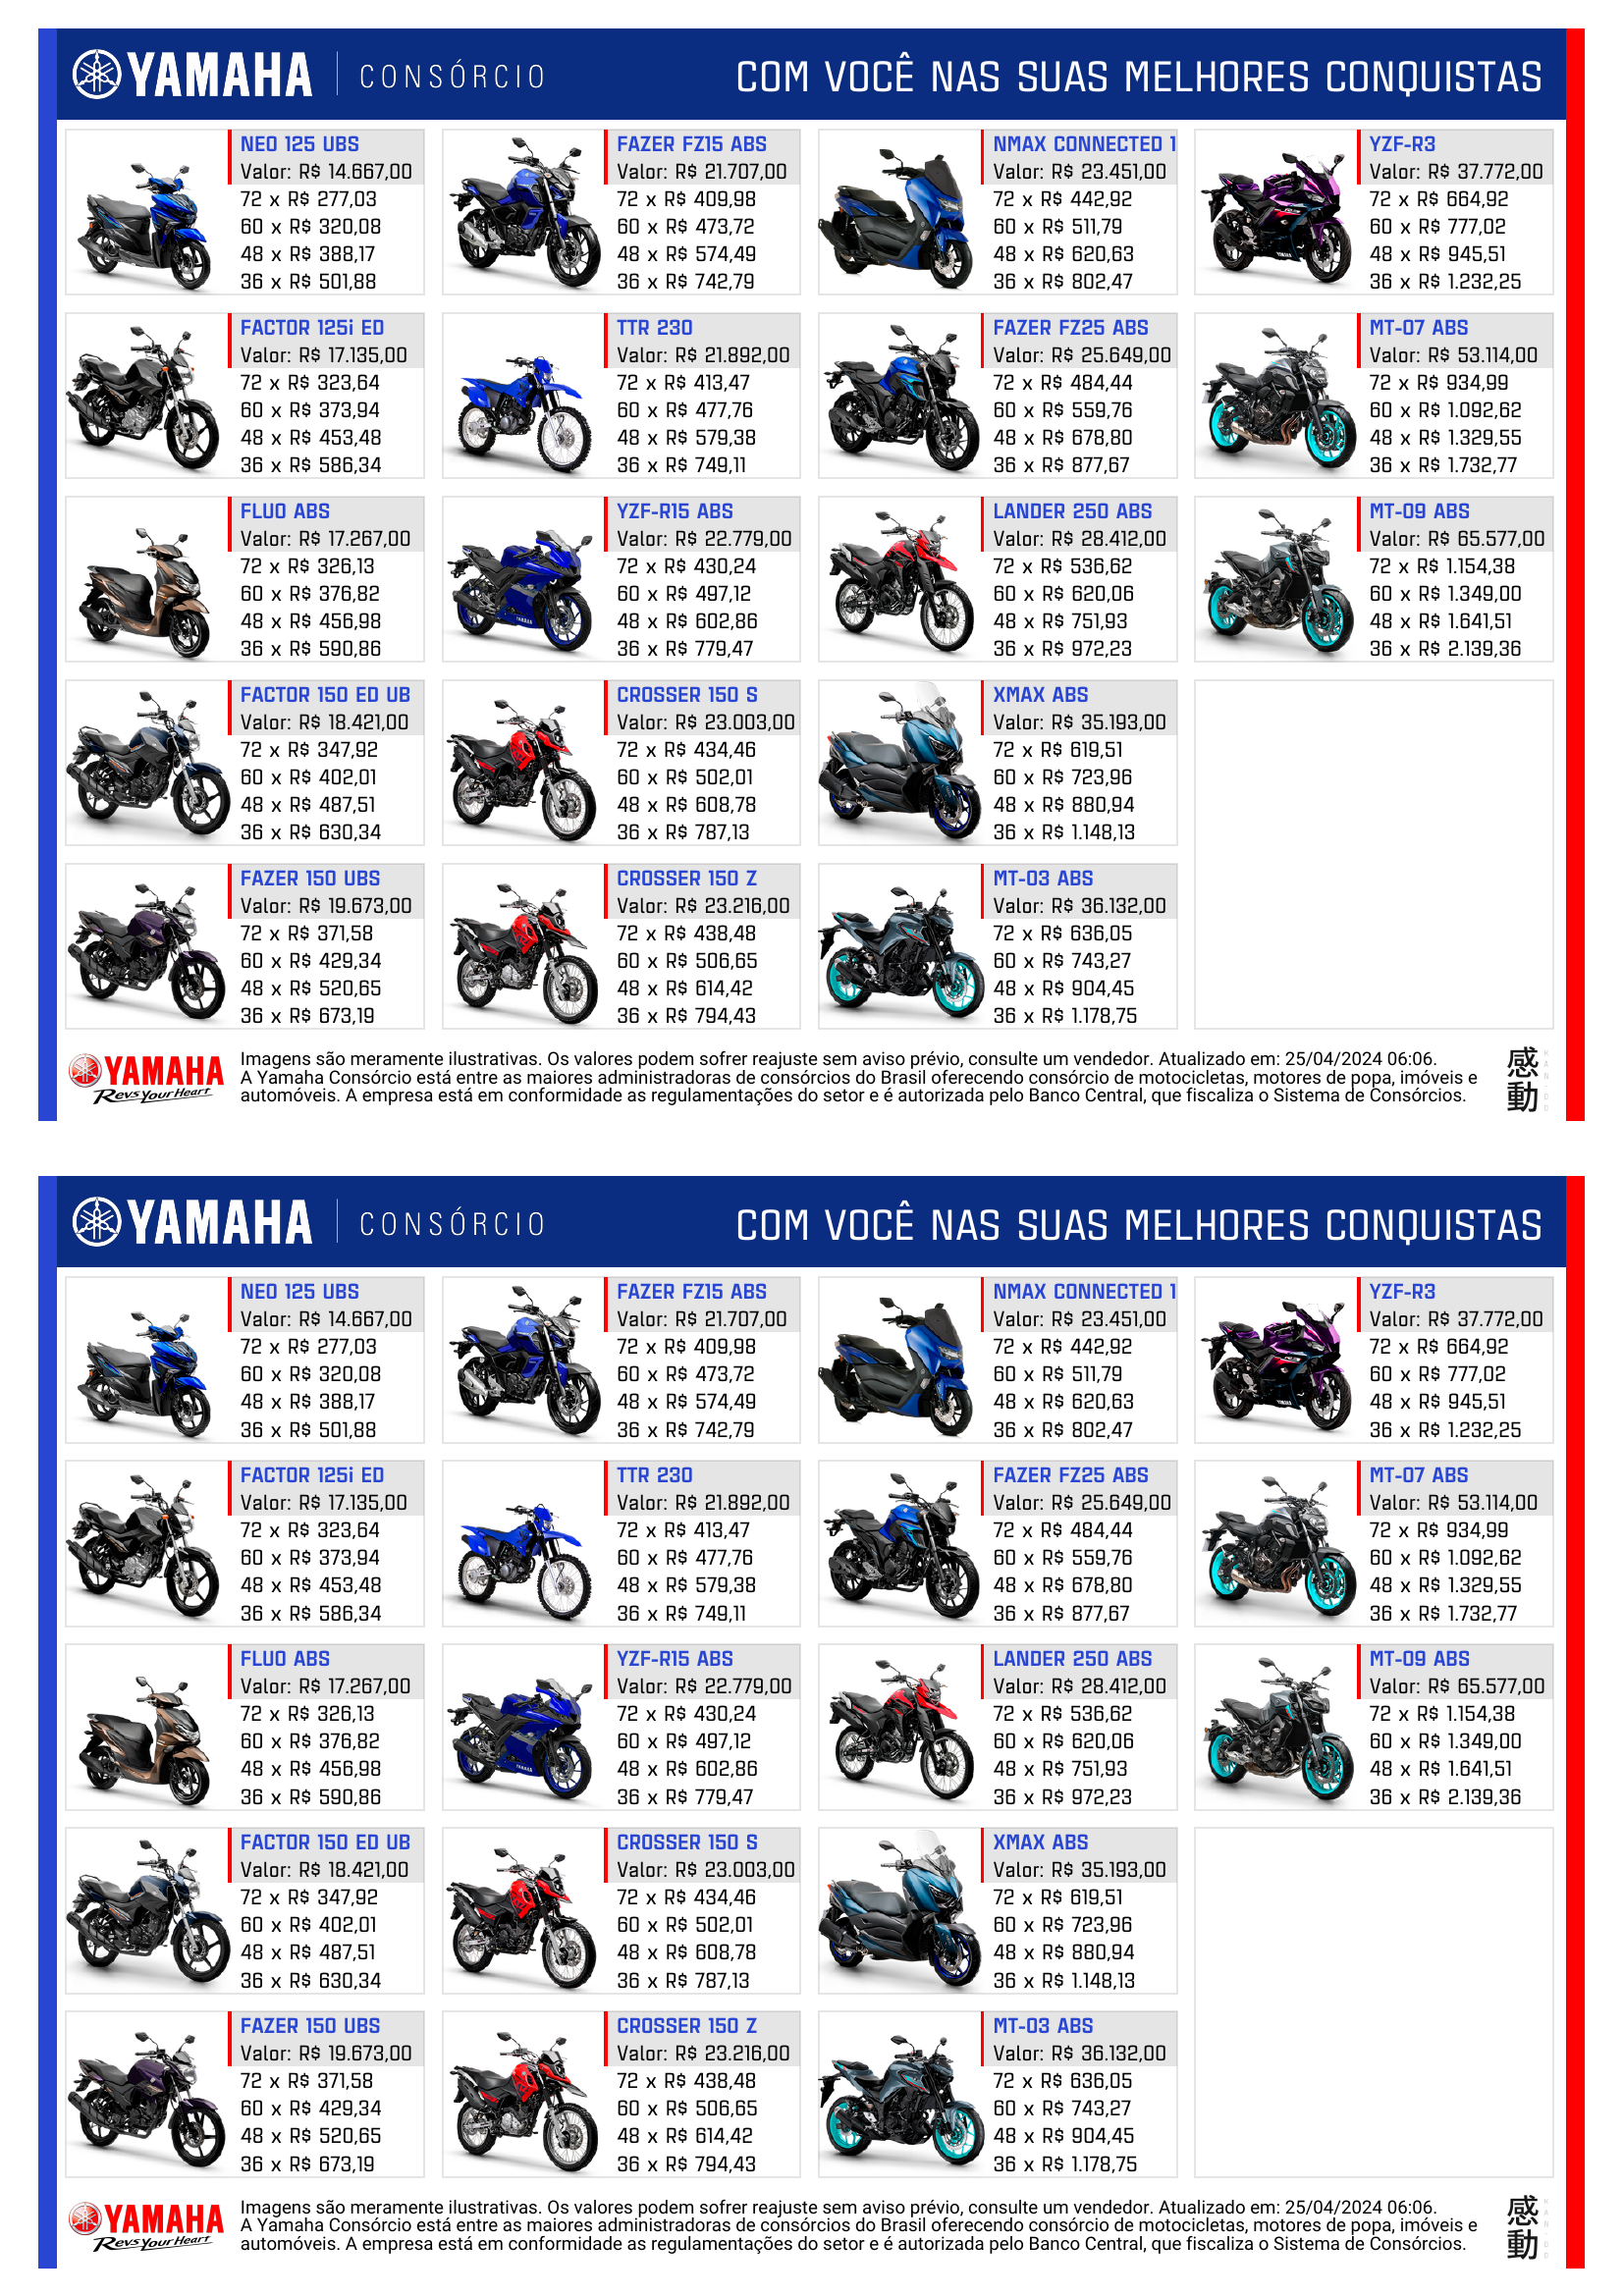 YAMAHA CONSÓRCIO COM VOCÊ NAS SUAS MELHORES CONQUISTAS
NEO 125 UBS
Valor: R$ 14.667,00
72 x R$ 277,03
60 x R$ 320,08
48 x R$ 388,17
36 x R$ 501,88
FAZER FZ15 ABS
Valor: R$ 21.707,00
72 x R$ 409,98
60 x R$ 473,72
48 x R$ 574,49
36 x R$ 742,79
NMAX CONNECTED 1
Valor: R$ 23.451,00
72 x R$ 442,92
60 x R$ 511,79
48 x R$ 620,63
36 x R$ 802,47
YZF-R3
Valor: R$ 37.772,00
72 x R$ 664,92
60 x R$ 777,02
48 x R$ 945,51
36 x R$ 1.232,25
FACTOR 125i ED
Valor: R$ 17.135,00
72 x R$ 323,64
60 x R$ 373,94
48 x R$ 453,48
36 x R$ 586,34
TTR 230
Valor: R$ 21.892,00
72 x R$ 413,47
60 x R$ 477,76
48 x R$ 579,38
36 x R$ 749,11
FAZER FZ25 ABS
Valor: R$ 25.649,00
72 x R$ 484,44
60 x R$ 559,76
48 x R$ 678,80
36 x R$ 877,67
MT-07 ABS
Valor: R$ 53.114,00
72 x R$ 934,99
60 x R$ 1.092,62
48 x R$ 1.329,55
36 x R$ 1.732,77
FLUO ABS
Valor: R$ 17.267,00
72 x R$ 326,13
60 x R$ 376,82
48 x R$ 456,98
36 x R$ 590,86
YZF-R15 ABS
Valor: R$ 22.779,00
72 x R$ 430,24
60 x R$ 497,12
48 x R$ 602,86
36 x R$ 779,47
LANDER 250 ABS
Valor: R$ 28.412,00
72 x R$ 536,62
60 x R$ 620,06
48 x R$ 751,93
36 x R$ 972,23
MT-09 ABS
Valor: R$ 65.577,00
72 x R$ 1.154,38
60 x R$ 1.349,00
48 x R$ 1.641,51
36 x R$ 2.139,36
FACTOR 150 ED UB
Valor: R$ 18.421,00
72 x R$ 347,92
60 x R$ 402,01
48 x R$ 487,51
36 x R$ 630,34
CROSSER 150 S
Valor: R$ 23.003,00
72 x R$ 434,46
60 x R$ 502,01
48 x R$ 608,78
36 x R$ 787,13
XMAX ABS
Valor: R$ 35.193,00
72 x R$ 619,51
60 x R$ 723,96
48 x R$ 880,94
36 x R$ 1.148,13
FAZER 150 UBS
Valor: R$ 19.673,00
72 x R$ 371,58
60 x R$ 429,34
48 x R$ 520,65
36 x R$ 673,19
CROSSER 150 Z
Valor: R$ 23.216,00
72 x R$ 438,48
60 x R$ 506,65
48 x R$ 614,42
36 x R$ 794,43
MT-03 ABS
Valor: R$ 36.132,00
72 x R$ 636,05
60 x R$ 743,27
48 x R$ 904,45
36 x R$ 1.178,75
YAMAHA
Revs Your Heart
Imagens são meramente ilustrativas. Os valores podem sofrer reajuste sem aviso prévio, consulte um vendedor. Atualizado em: 25/04/2024 06:06.
A Yamaha Consórcio está entre as maiores administradoras de consórcios do Brasil oferecendo consórcio de motocicletas, motores de popa, imóveis e
automóveis. A empresa está em conformidade as regulamentações do setor e é autorizada pelo Banco Central, que fiscaliza o Sistema de Consórcios.
感動
YAMAHA CONSÓRCIO COM VOCÊ NAS SUAS MELHORES CONQUISTAS
NEO 125 UBS
Valor: R$ 14.667,00
72 x R$ 277,03
60 x R$ 320,08
48 x R$ 388,17
36 x R$ 501,88
FAZER FZ15 ABS
Valor: R$ 21.707,00
72 x R$ 409,98
60 x R$ 473,72
48 x R$ 574,49
36 x R$ 742,79
NMAX CONNECTED 1
Valor: R$ 23.451,00
72 x R$ 442,92
60 x R$ 511,79
48 x R$ 620,63
36 x R$ 802,47
YZF-R3
Valor: R$ 37.772,00
72 x R$ 664,92
60 x R$ 777,02
48 x R$ 945,51
36 x R$ 1.232,25
FACTOR 125i ED
Valor: R$ 17.135,00
72 x R$ 323,64
60 x R$ 373,94
48 x R$ 453,48
36 x R$ 586,34
TTR 230
Valor: R$ 21.892,00
72 x R$ 413,47
60 x R$ 477,76
48 x R$ 579,38
36 x R$ 749,11
FAZER FZ25 ABS
Valor: R$ 25.649,00
72 x R$ 484,44
60 x R$ 559,76
48 x R$ 678,80
36 x R$ 877,67
MT-07 ABS
Valor: R$ 53.114,00
72 x R$ 934,99
60 x R$ 1.092,62
48 x R$ 1.329,55
36 x R$ 1.732,77
FLUO ABS
Valor: R$ 17.267,00
72 x R$ 326,13
60 x R$ 376,82
48 x R$ 456,98
36 x R$ 590,86
YZF-R15 ABS
Valor: R$ 22.779,00
72 x R$ 430,24
60 x R$ 497,12
48 x R$ 602,86
36 x R$ 779,47
LANDER 250 ABS
Valor: R$ 28.412,00
72 x R$ 536,62
60 x R$ 620,06
48 x R$ 751,93
36 x R$ 972,23
MT-09 ABS
Valor: R$ 65.577,00
72 x R$ 1.154,38
60 x R$ 1.349,00
48 x R$ 1.641,51
36 x R$ 2.139,36
FACTOR 150 ED UB
Valor: R$ 18.421,00
72 x R$ 347,92
60 x R$ 402,01
48 x R$ 487,51
36 x R$ 630,34
CROSSER 150 S
Valor: R$ 23.003,00
72 x R$ 434,46
60 x R$ 502,01
48 x R$ 608,78
36 x R$ 787,13
XMAX ABS
Valor: R$ 35.193,00
72 x R$ 619,51
60 x R$ 723,96
48 x R$ 880,94
36 x R$ 1.148,13
FAZER 150 UBS
Valor: R$ 19.673,00
72 x R$ 371,58
60 x R$ 429,34
48 x R$ 520,65
36 x R$ 673,19
CROSSER 150 Z
Valor: R$ 23.216,00
72 x R$ 438,48
60 x R$ 506,65
48 x R$ 614,42
36 x R$ 794,43
MT-03 ABS
Valor: R$ 36.132,00
72 x R$ 636,05
60 x R$ 743,27
48 x R$ 904,45
36 x R$ 1.178,75
YAMAHA
Revs Your Heart
Imagens são meramente ilustrativas. Os valores podem sofrer reajuste sem aviso prévio, consulte um vendedor. Atualizado em: 25/04/2024 06:06.
A Yamaha Consórcio está entre as maiores administradoras de consórcios do Brasil oferecendo consórcio de motocicletas, motores de popa, imóveis e
automóveis. A empresa está em conformidade as regulamentações do setor e é autorizada pelo Banco Central, que fiscaliza o Sistema de Consórcios.
感動